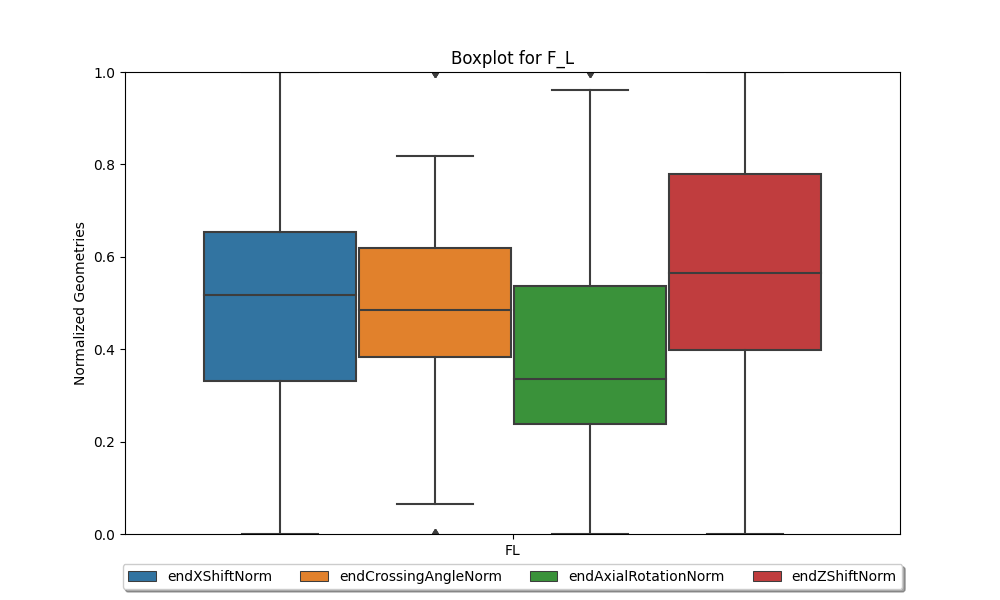 Boxplot for F_L
1.0
0.8
0.6
0.4
0.2
0.0
Normalized Geometries
FL
endXShiftNorm endCrossingAngleNorm endAxialRotationNorm endZShiftNorm